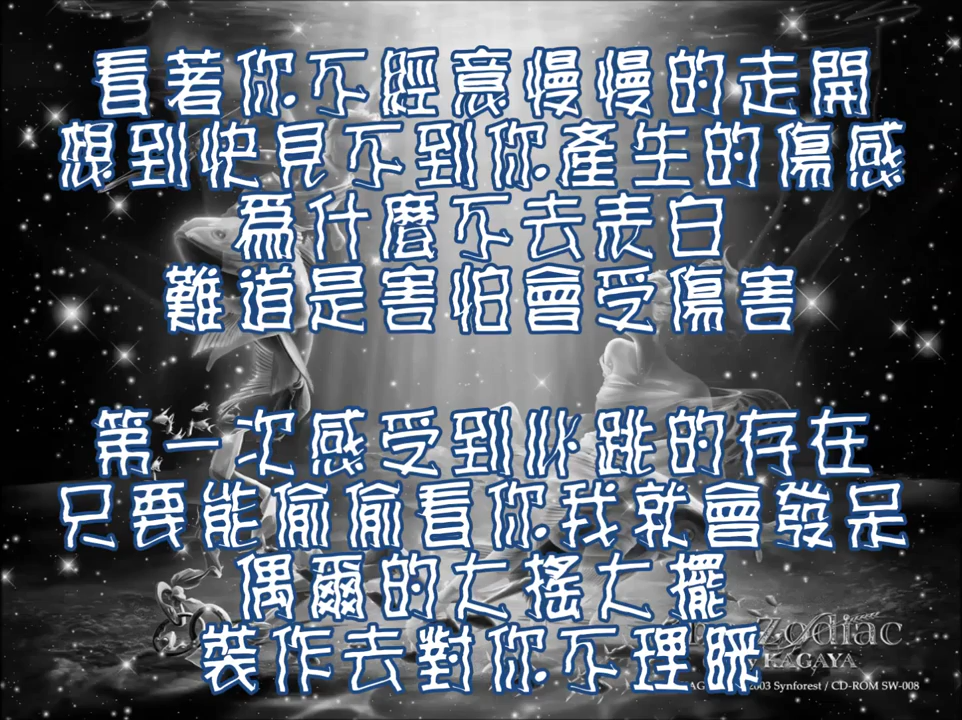 看著你不經意慢慢的走開
想到快見不到你產生的傷感
為什麼不去表白
難道是害怕會受傷害
第一次感受到心跳的存在
只要能偷偷看你我就會發呆
偶爾的大搖大擺
裝作去對你不理睬
Zodiac
KAGAYA
2003 Synforest / CD-ROM SW-008